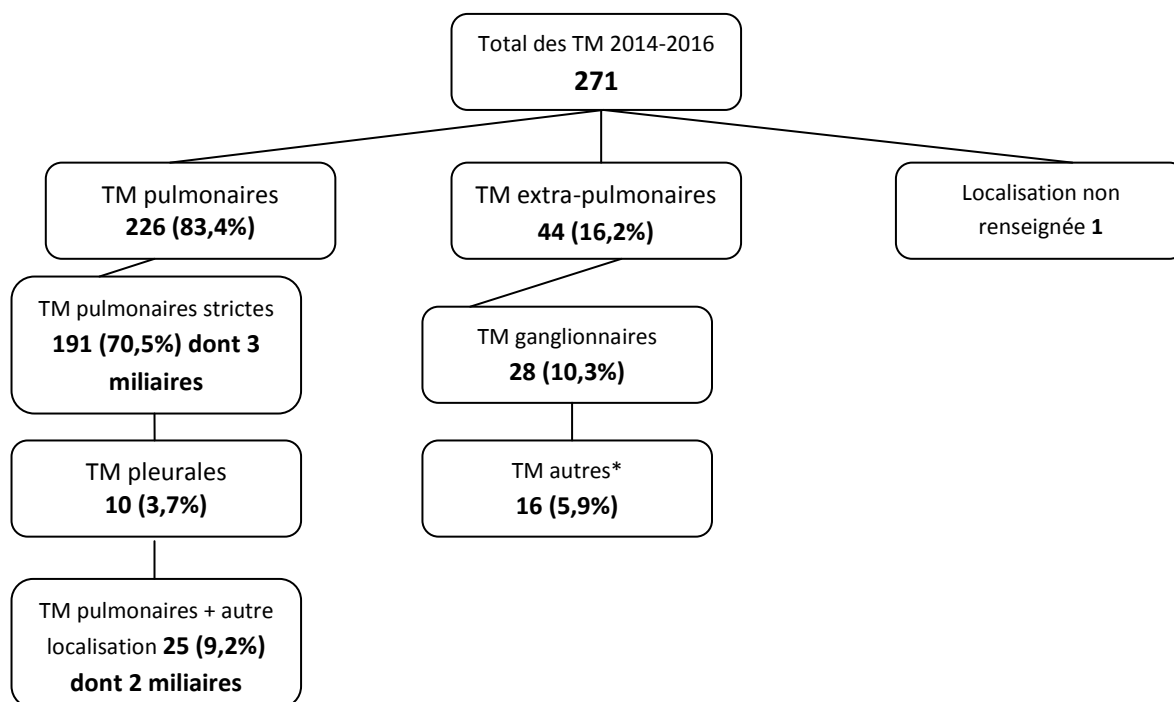 Total des TM 2014-2016
271
TM pulmonaires
226 (83,4%)
TM extra-pulmonaires
44 (16,2%)
Localisation non
renseignée 1
TM pulmonaires strictes
191 (70,5%) dont 3
miliaires
TM ganglionnaires
28 (10,3%)
TM pleurales
10 (3,7%)
TM autres*
16 (5,9%)
TM pulmonaires + autre
localisation 25 (9,2%)
dont 2 miliaires